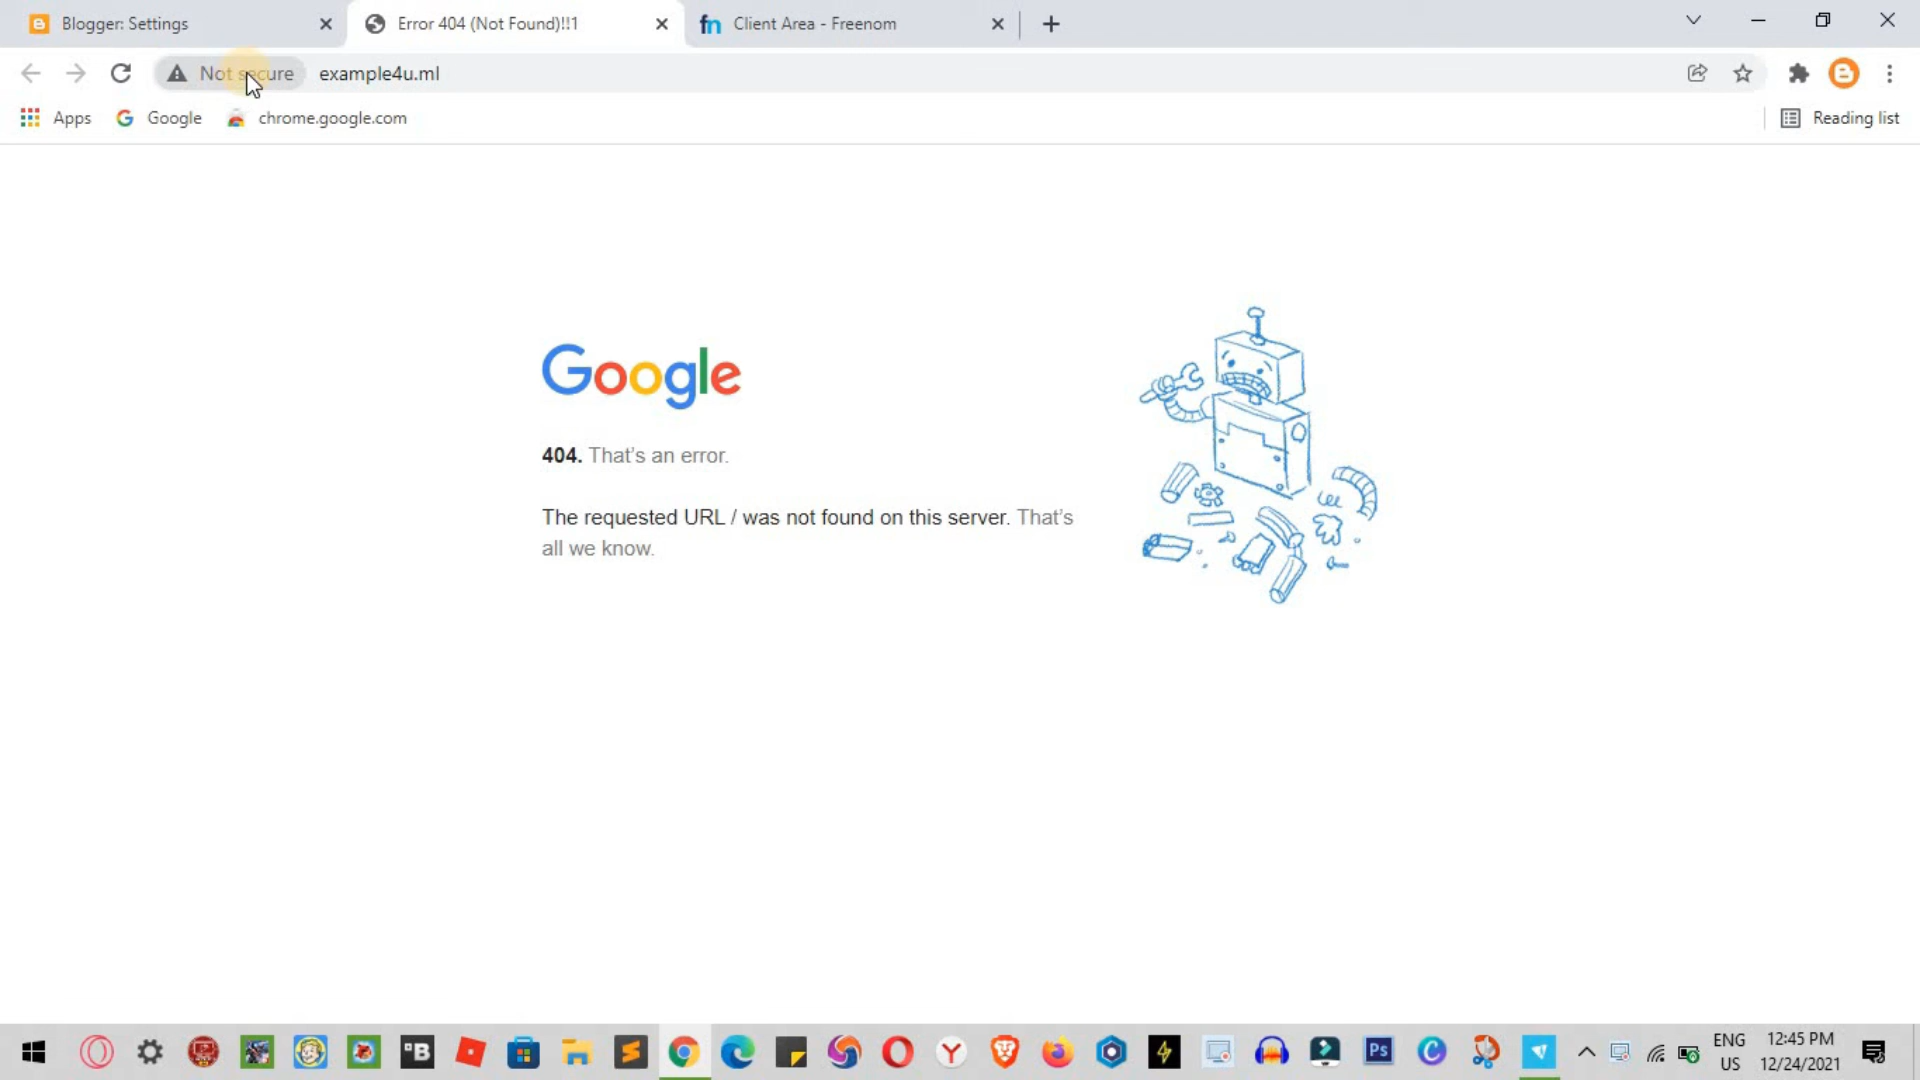 Blogger: Settings
Error 404 (Not Found)!!1
fn Client Area - Freenom
Not secure example4u.ml
Apps Google chrome.google.com Reading list
Google
404. That's an error.
The requested URL / was not found on this server. That's
all we know.
B Y Ps C
ENG 12:45 PM
US 12/24/2021